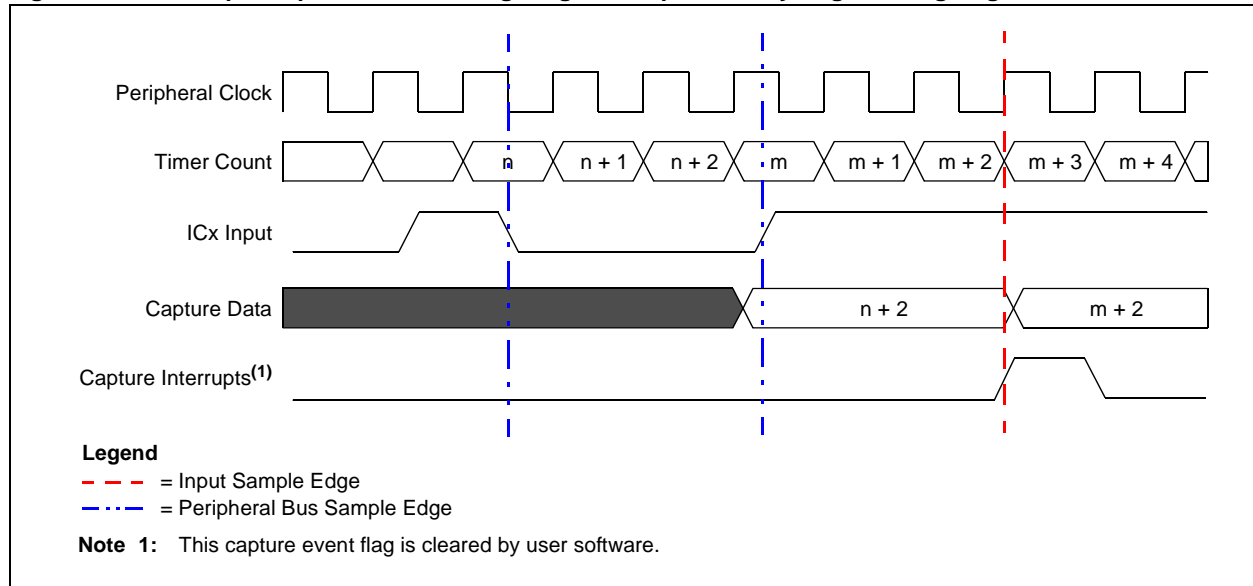 Peripheral Clock
Timer Count n n + 1 n + 2 m m + 1 m + 2 m + 3 m + 4
ICx Input
Capture Data n + 2 m + 2
Capture Interrupts(1)
Legend
= Input Sample Edge
= Peripheral Bus Sample Edge
Note 1: This capture event flag is cleared by user software.